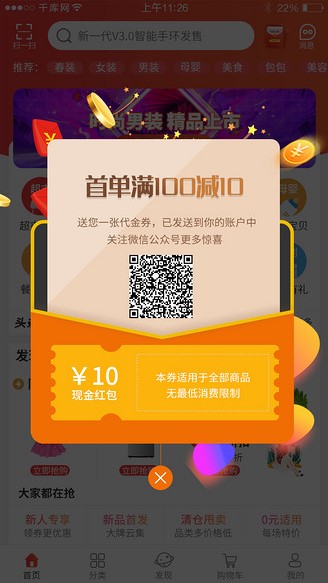 千库网
上午11:26
22%
扫一扫
新一代V3.0智能手环发售
消息
推荐:
春装
女装
男装
母婴
美食
包包
美容
时尚男装 精品上市
首单满100减10
送您一张代金券，已发送到你的账户中
关注微信公众号更多惊喜
¥10
现金红包
本券适用于全部商品
无最低消费限制
立即抢购
立即抢购
大家都在抢
新人专享
新品首发
清仓甩卖
0元适用
领券更优惠
大牌云集
品类多价格低
每场特价
首页
分类
发现
购物车
我的